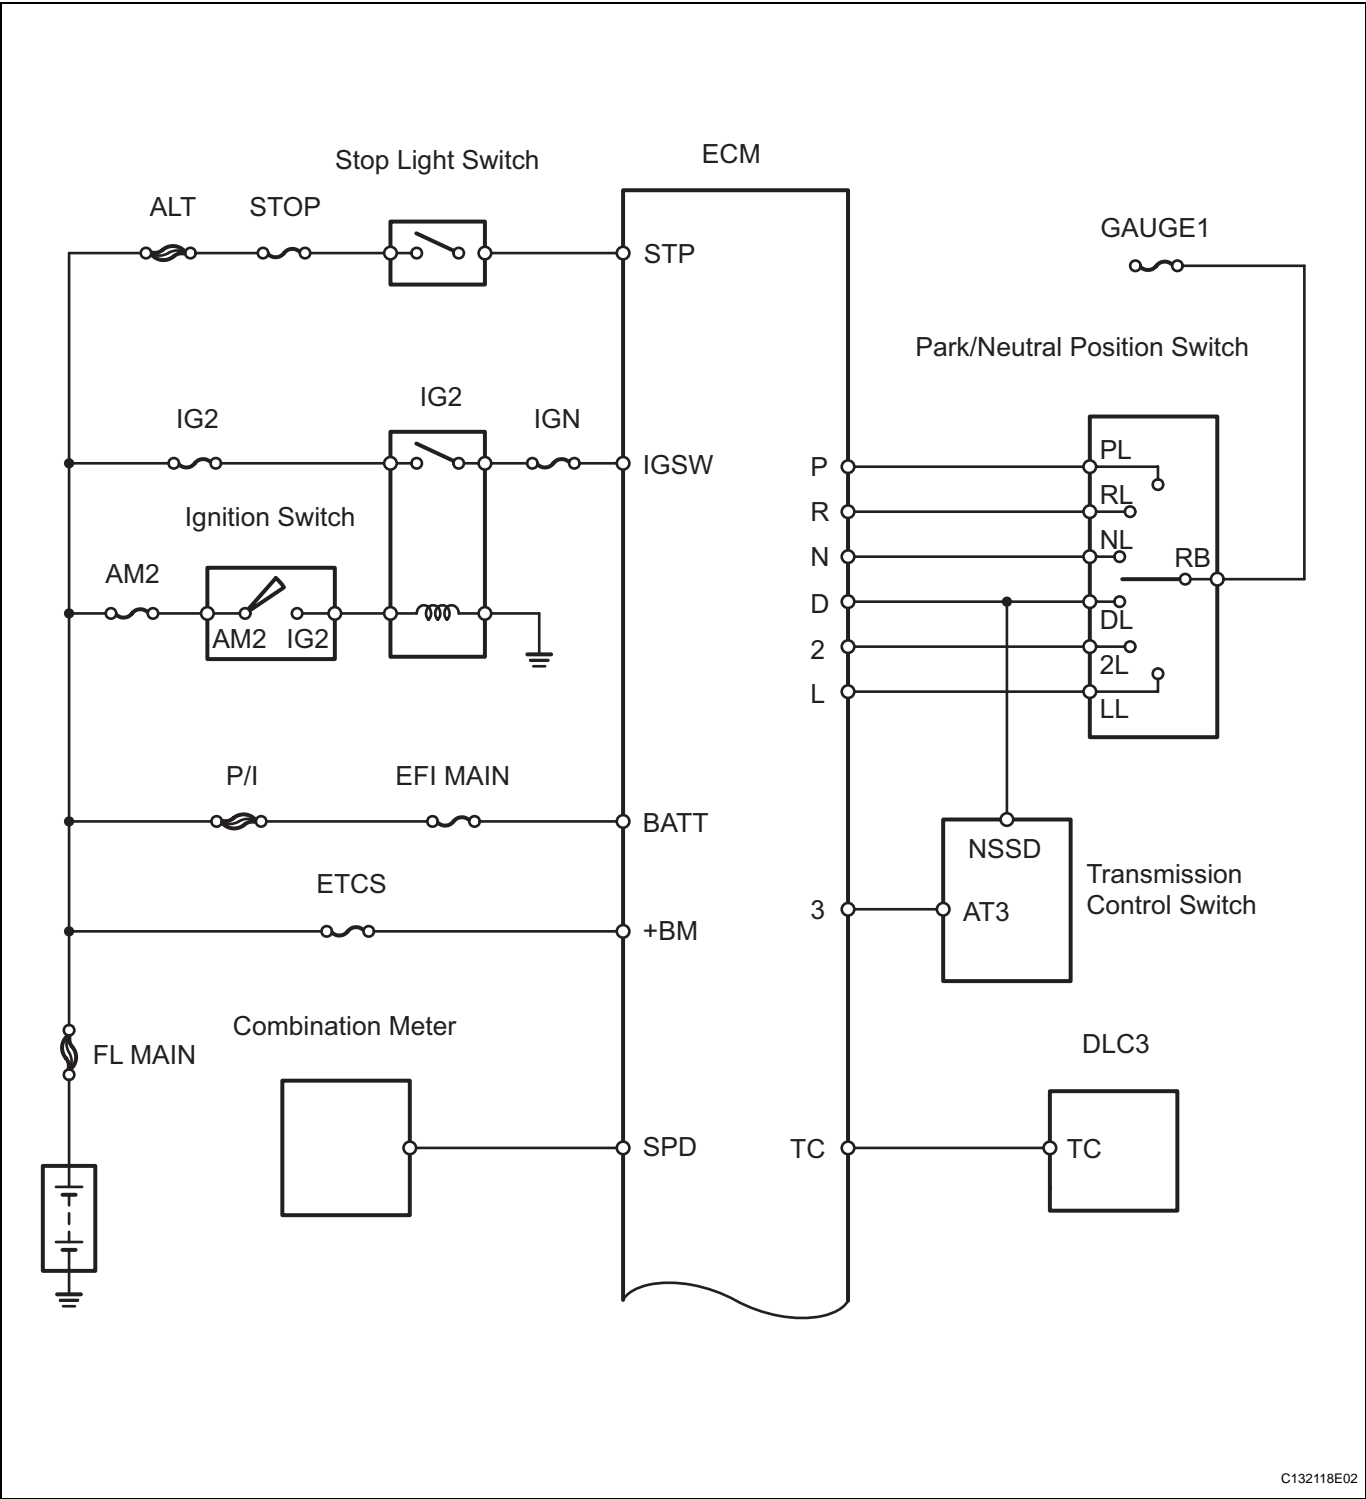 Stop Light Switch
ECM
ALT
STOP
GAUGE1
STP
Park/Neutral Position Switch
IG2
IG2
IGN
IGSW
P
PL
R
RL
Ignition Switch
N
NL
RB
AM2
D
DL
AM2
IG2
2
2L
L
LL
P/I
EFI MAIN
BATT
NSSD
Transmission
Control Switch
ETCS
3
AT3
+BM
Combination Meter
DLC3
FL MAIN
SPD
TC
TC
C132118E02